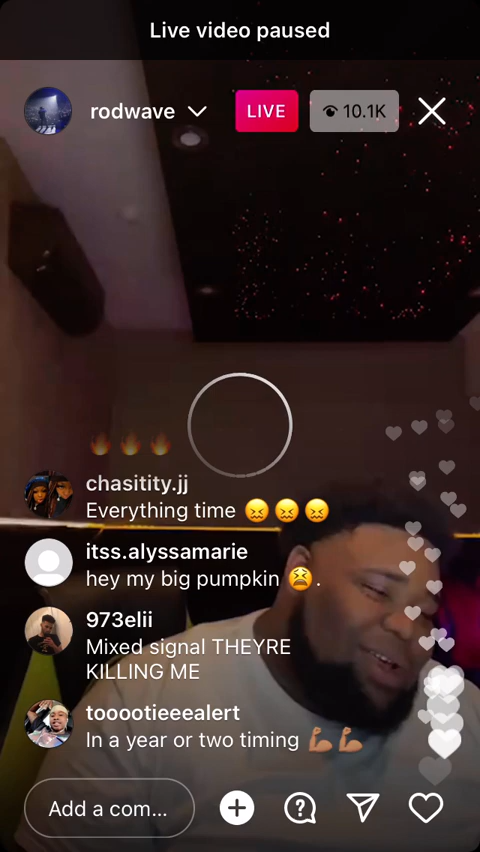 Live video paused
rodwave
LIVE
10.1K
🔥 🔥 🔥
chasitity.jj
Everything time 😖 😖 😖
itss.alyssamarie
hey my big pumpkin 😫.
973elii
Mixed signal THEYRE
KILLING ME
tooootieeealert
In a year or two timing 💪🏼 💪🏼
Add a com...